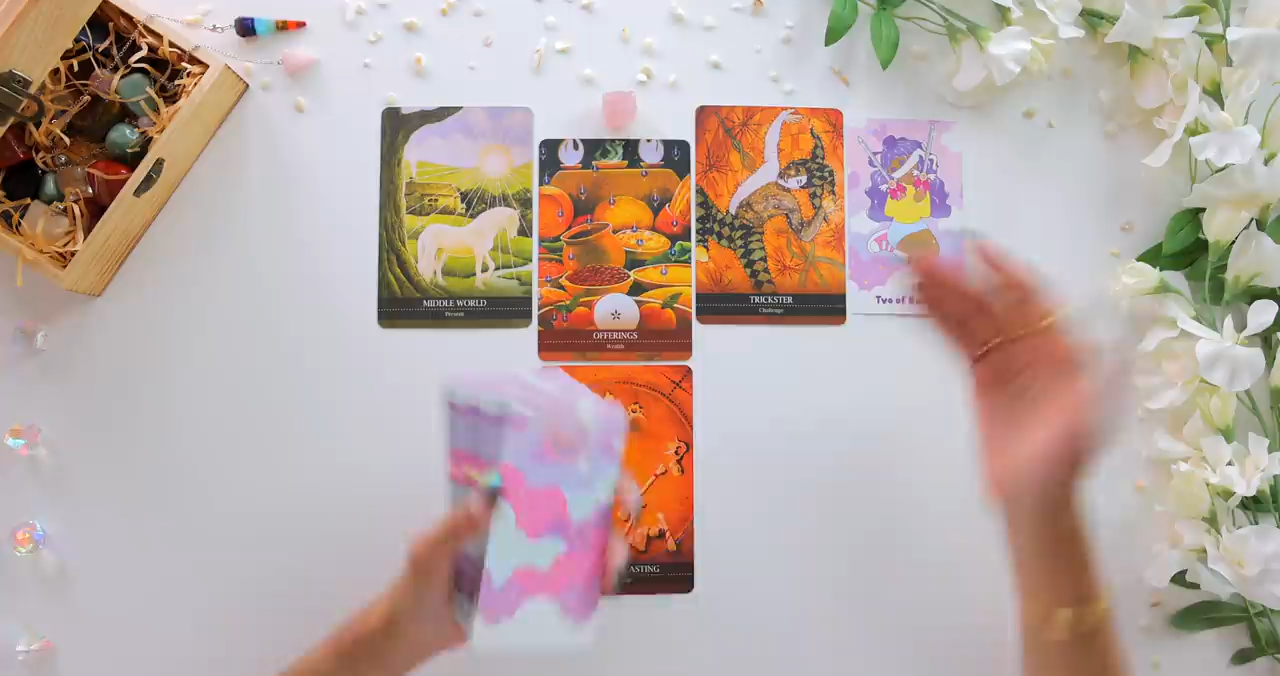 MIDDLE WORLD
Present
OFFERINGS
Wealth
TRICKSTER
Challenge
Two of
ASTING